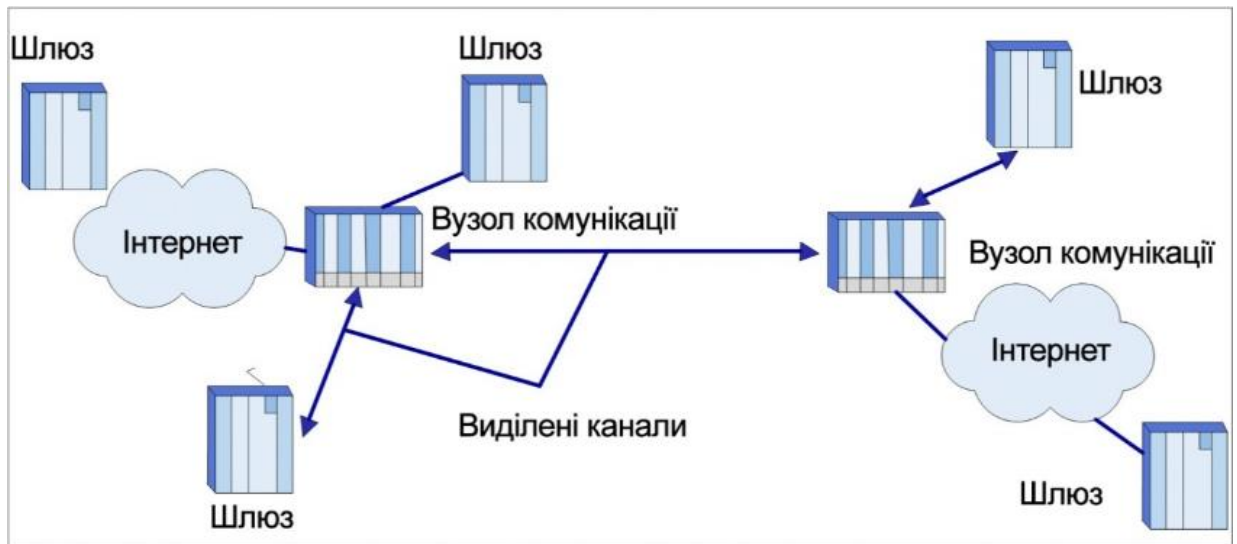 Шлюз
Шлюз
Шлюз
Вузол комунікації
Інтернет
Вузол комунікації
Інтернет
Виділені канали
Шлюз
Шлюз